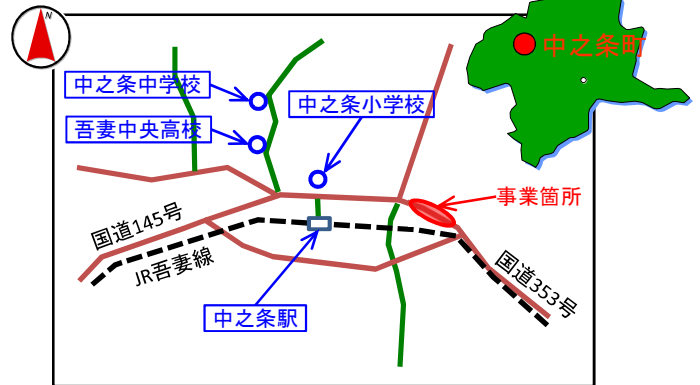 N
中之条町
中之条中学校
中之条小学校
吾妻中央高校
事業箇所
国道145号
JR吾妻線
国道353号
中之条駅